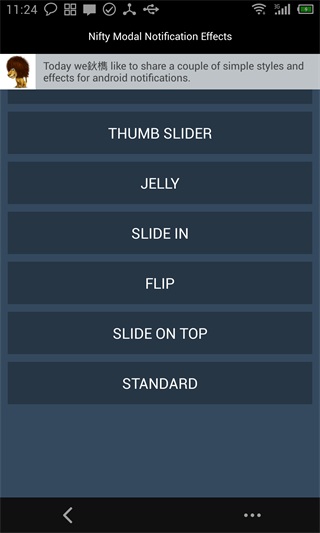 11:24
3G
Nifty Modal Notification Effects
Today we鈥檇 like to share a couple of simple styles and
effects for android notifications.
THUMB SLIDER
JELLY
SLIDE IN
FLIP
SLIDE ON TOP
STANDARD